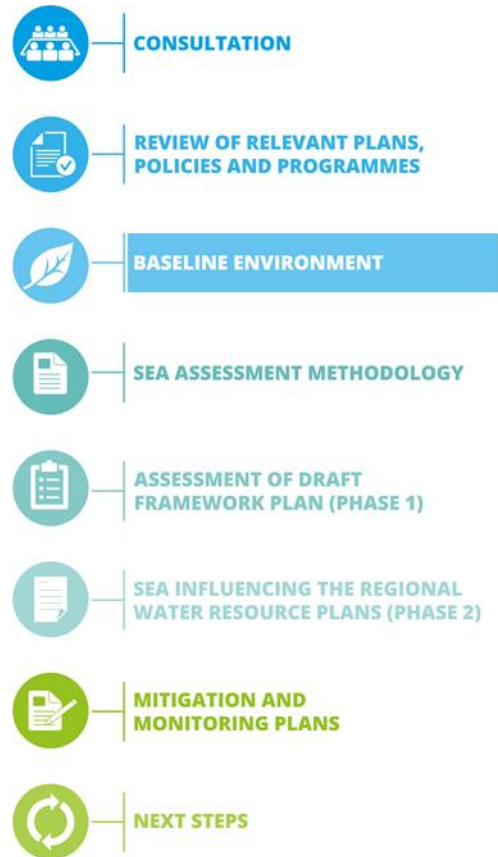 CONSULTATION
REVIEW OF RELEVANT PLANS,
POLICIES AND PROGRAMMES
BASELINE ENVIRONMENT
SEA ASSESSMENT METHODOLOGY
ASSESSMENT OF DRAFT
FRAMEWORK PLAN (PHASE 1)
SEA INFLUENCING THE REGIONAL
WATER RESOURCE PLANS (PHASE 2)
MITIGATION AND
MONITORING PLANS
NEXT STEPS